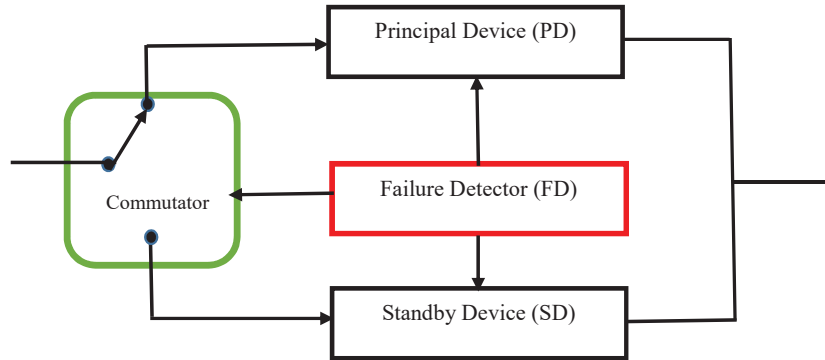 Principal Device (PD)
Failure Detector (FD)
Commutator
Standby Device (SD)